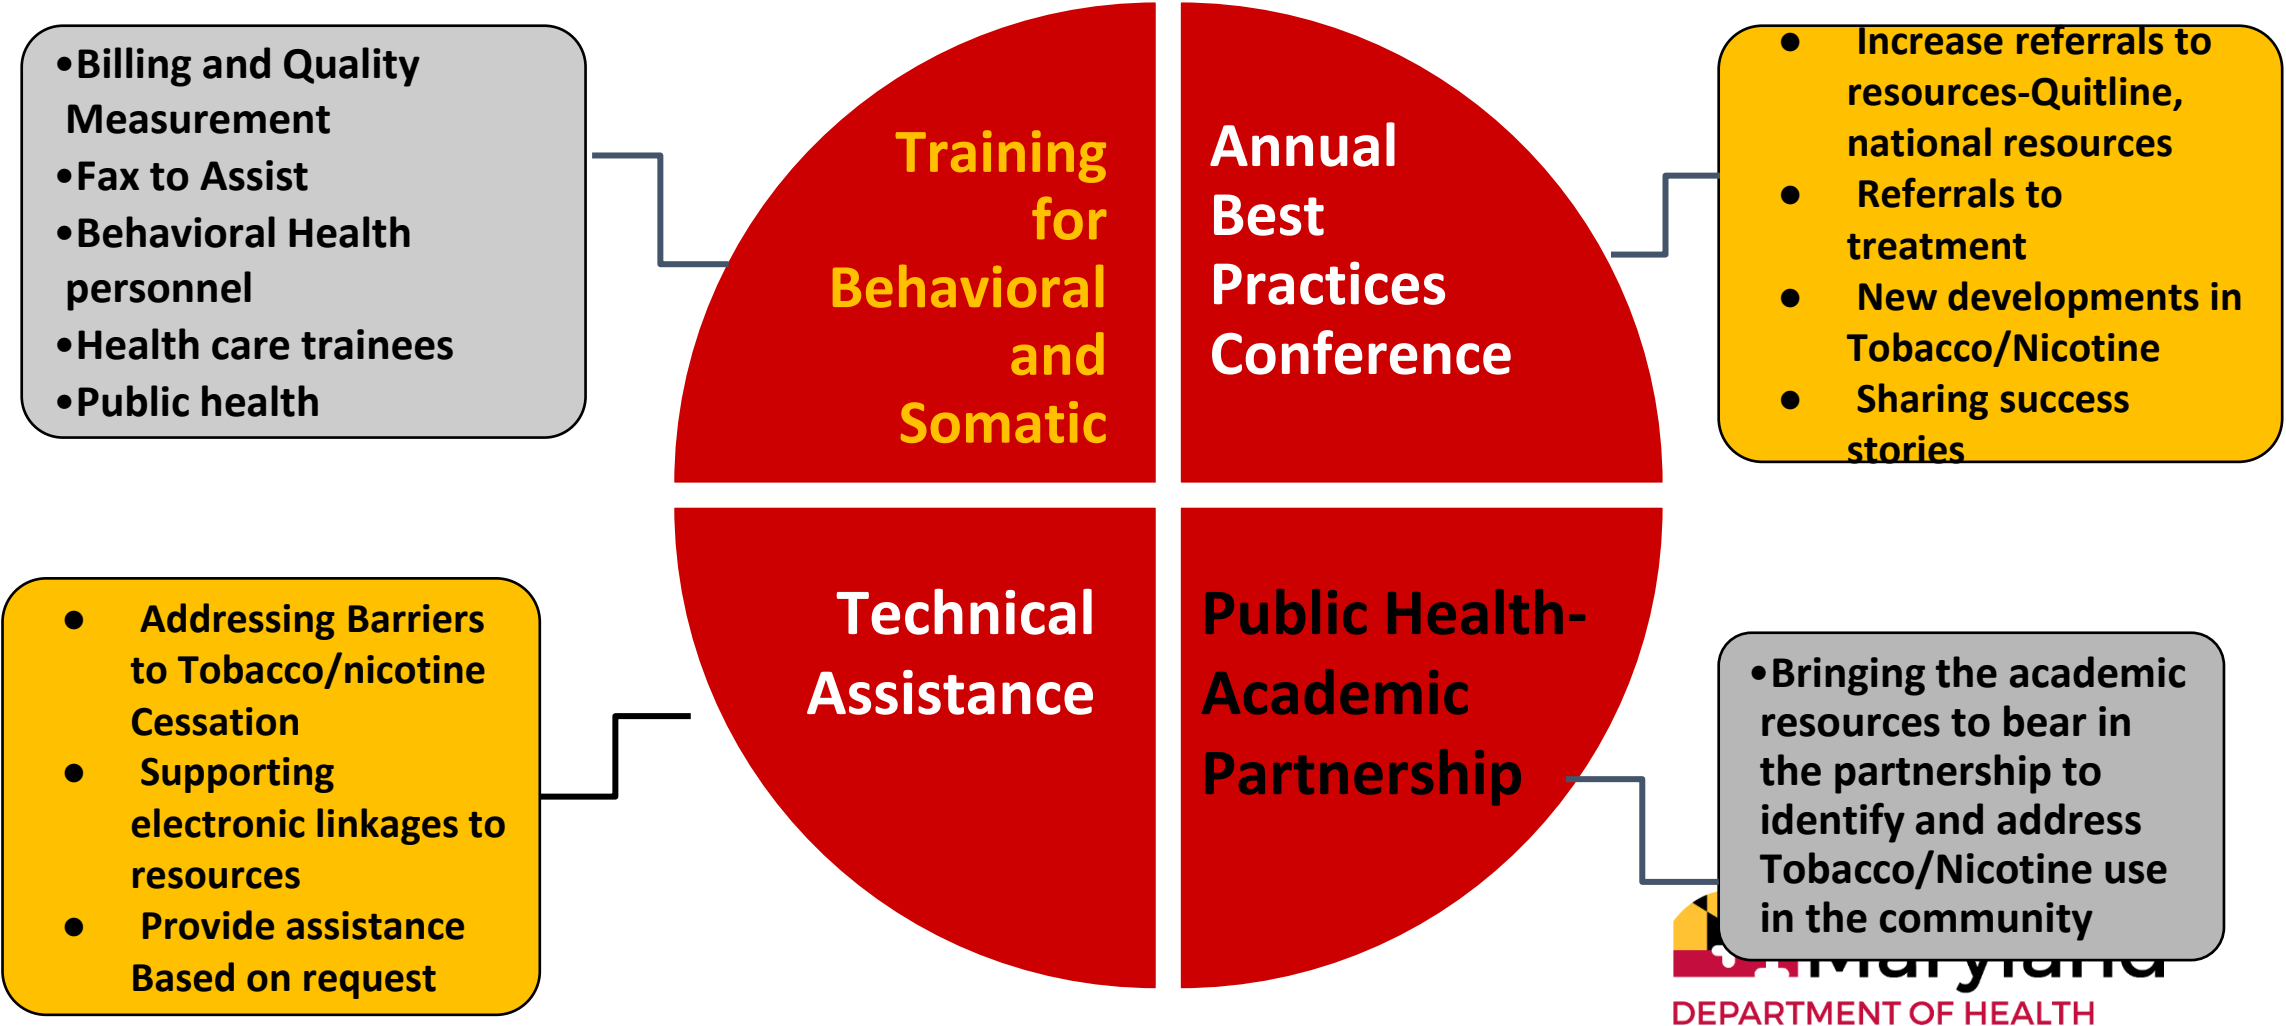 •Billing and Quality
Measurement
•Fax to Assist
•Behavioral Health
personnel
•Health care trainees
•Public health
Training
for
Behavioral
and
Somatic
Annual
Best
Practices
Conference
● Increase referrals to
resources-Quitline,
national resources
● Referrals to
treatment
● New developments in
Tobacco/Nicotine
● Sharing success
stories
● Addressing Barriers
to Tobacco/nicotine
Cessation
● Supporting
electronic linkages to
resources
● Provide assistance
Based on request
Technical
Assistance
Public Health-
Academic
Partnership
•Bringing the academic
resources to bear in
the partnership to
identify and address
Tobacco/Nicotine use
in the community
Maryland
DEPARTMENT OF HEALTH